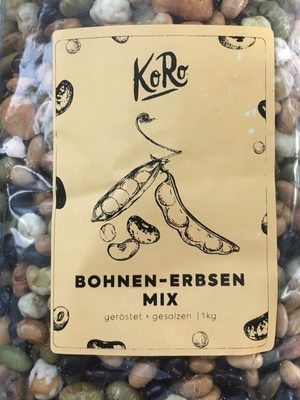 KoRo
BOHNEN-ERBSEN
MIX
geröstet + gesalzen | 1kg